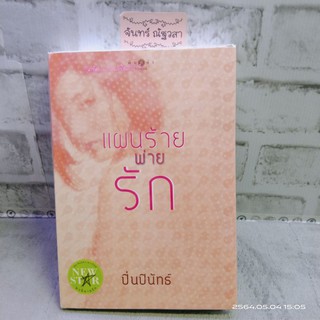 จันทร์ ณัฐวสา
แผนร้าย
พ่าย
รัก
NEW
STAR
ปิ่นปินัทธ์
2564.05.04 15:05